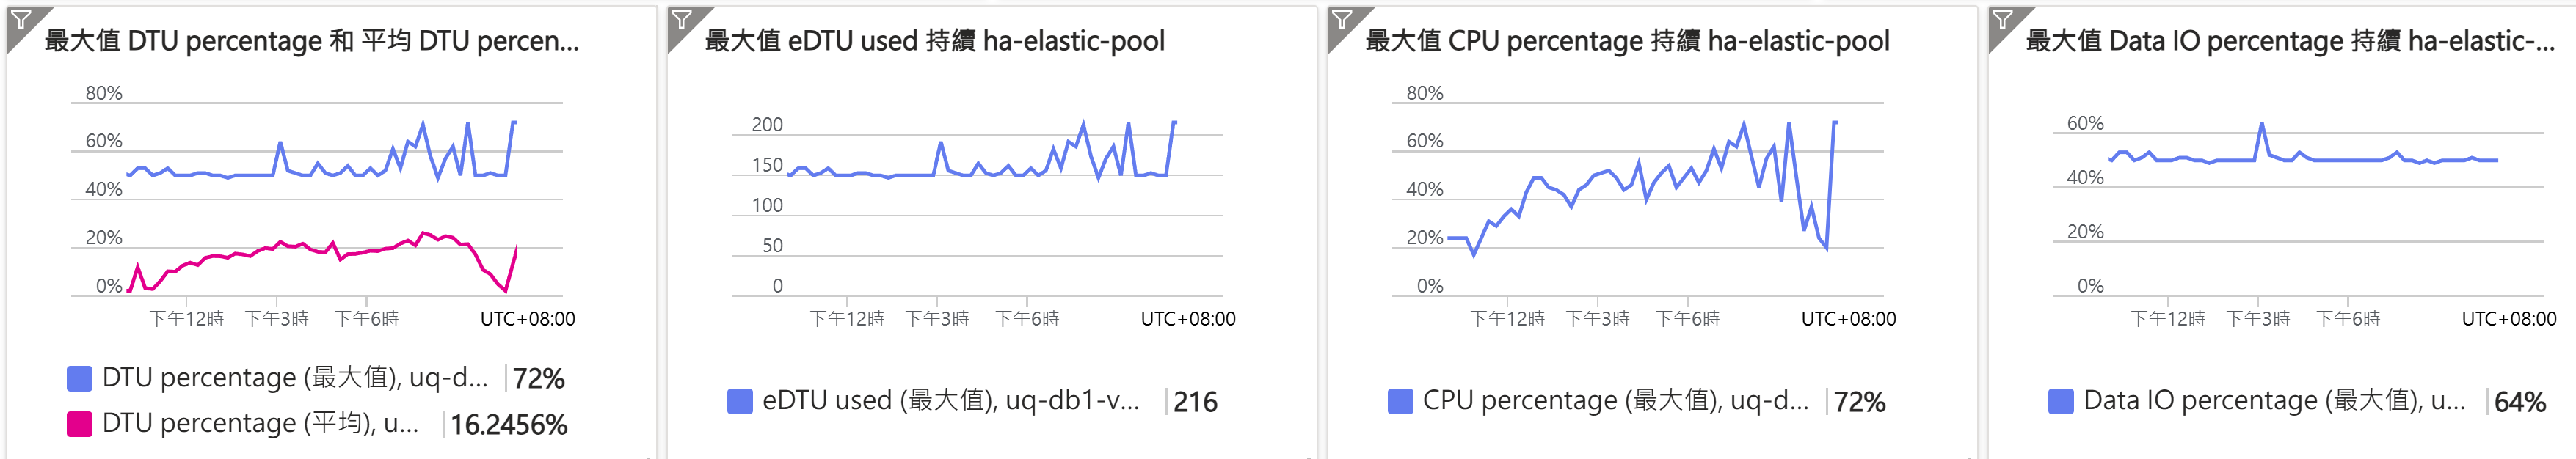 最大值 DTU percentage 和 平均 DTU percen...
80%
60%
40%
20%
0%
下午12時 下午3時 下午6時 UTC+08:00
DTU percentage (最大值), uq-d... 72%
DTU percentage (平均), u... 16.2456%
最大值 eDTU used 持續 ha-elastic-pool
200
150
100
50
0
下午12時 下午3時 下午6時 UTC+08:00
eDTU used (最大值), uq-db1-v... 216
最大值 CPU percentage 持續 ha-elastic-pool
80%
60%
40%
20%
0%
下午12時 下午3時 下午6時 UTC+08:00
CPU percentage (最大值), uq-d... 72%
最大值 Data IO percentage 持續 ha-elastic-...
60%
40%
20%
0%
下午12時 下午3時 下午6時 UTC+08:00
Data IO percentage (最大值), u... 64%